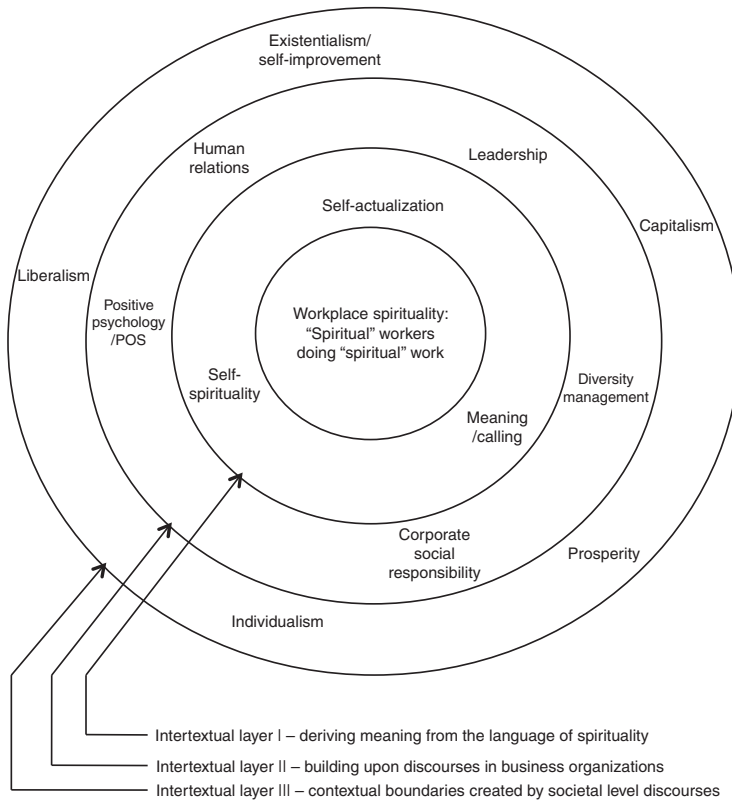 Existentialism/
self-improvement
Human
relations
Leadership
Self-actualization
Capitalism
Liberalism
Positive
psychology
/POS
Workplace spirituality:
“Spiritual” workers
doing “spiritual” work
Self-
spirituality
Diversity
management
Meaning
/calling
Corporate
social
responsibility
Prosperity
Individualism
Intertextual layer I – deriving meaning from the language of spirituality
Intertextual layer II – building upon discourses in business organizations
Intertextual layer III – contextual boundaries created by societal level discourses